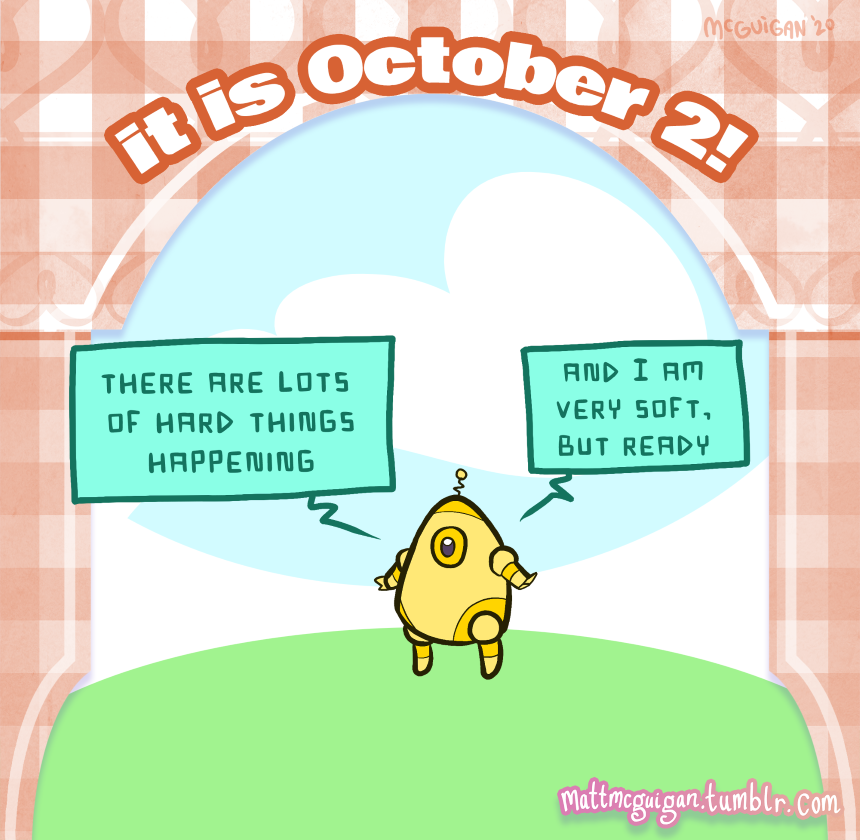 McGUiGAN '20
it is October 2!
THERE ARE LOTS
OF HARD THINGS
HAPPENING
AND I AM
VERY SOFT,
BUT READY
mattmcguigan.tumblr.com